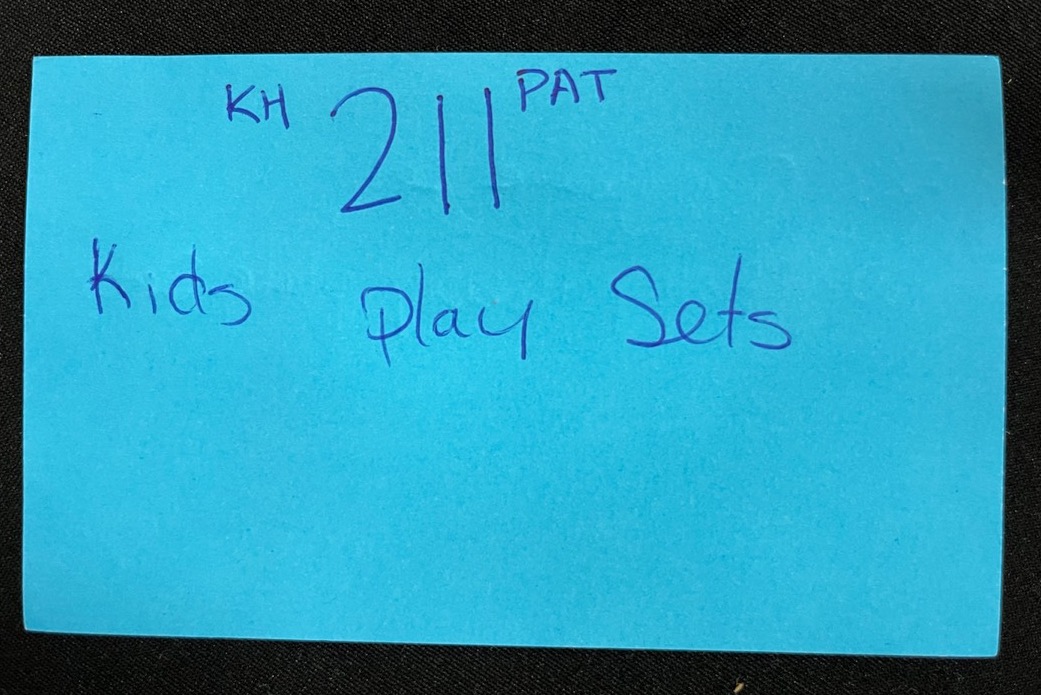 KH 211 PAT
Kids Play Sets